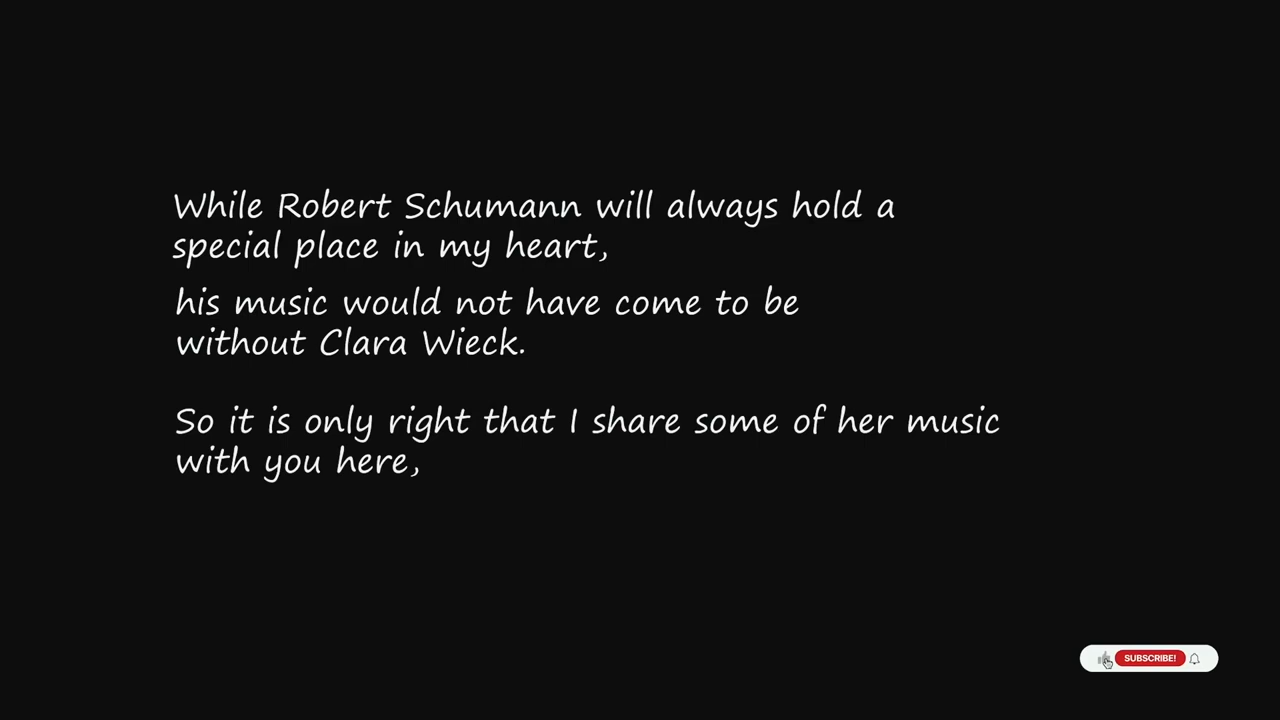 While Robert Schumann will always hold a
special place in my heart,
his music would not have come to be
without Clara Wieck.
So it is only right that I share some of her music
with you here,
SUBSCRIBE!